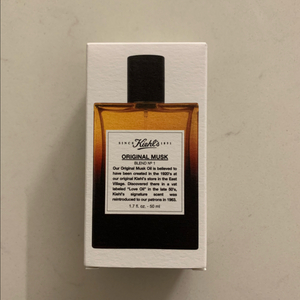 SINCE Kiehl's 1851
ORIGINAL MUSK
BLEND Nº 1
Our Original Musk Oil is believed to
have been created in the 1920's at
our original Kiehl's store in the East
Village. Discovered there in a vat
labeled "Love Oil" in the late 50's,
Kiehl's signature scent was
reintroduced to our patrons in 1963.
1.7 fl. oz. - 50 ml